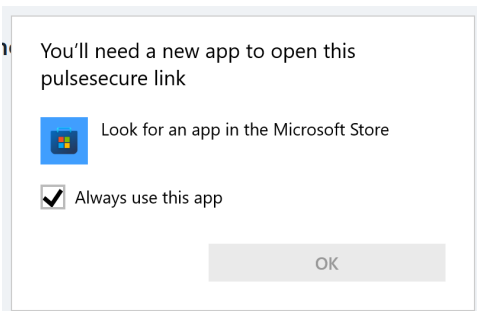 You'll need a new app to open this
pulsesecure link
Look for an app in the Microsoft Store
Always use this app
OK